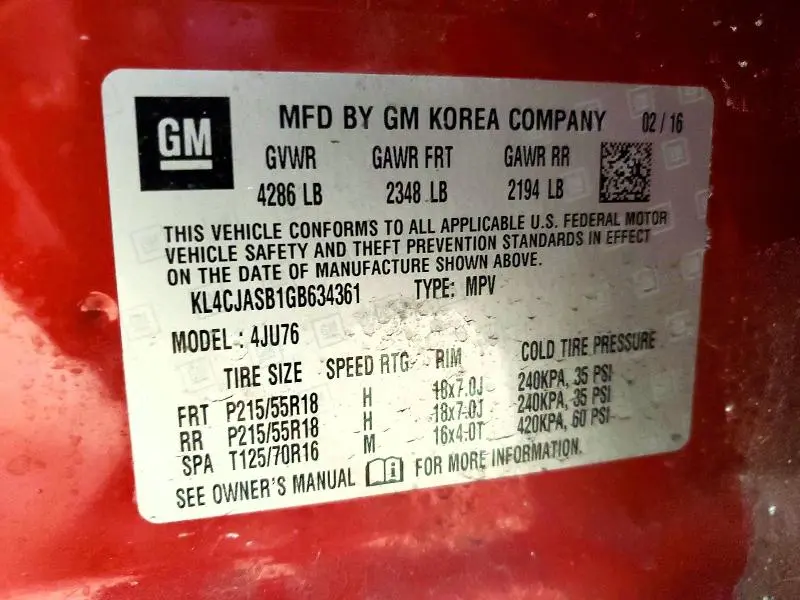 GM
MFD BY GM KOREA COMPANY 02 / 16
GVWR GAWR FRT GAWR RR
4286 LB 2348 LB 2194 LB
THIS VEHICLE CONFORMS TO ALL APPLICABLE U.S. FEDERAL MOTOR
VEHICLE SAFETY AND THEFT PREVENTION STANDARDS IN EFFECT
ON THE DATE OF MANUFACTURE SHOWN ABOVE.
KL4CJASB1GB634361 TYPE: MPV
MODEL : 4JU76
TIRE SIZE SPEED RTG RIM COLD TIRE PRESSURE
FRT P215/55R18 H 18x7.0J 240KPA, 35 PSI
RR P215/55R18 H 18x7.0J 240KPA, 35 PSI
SPA T125/70R16 M 16x4.0T 420KPA, 60 PSI
SEE OWNER'S MANUAL FOR MORE INFORMATION.